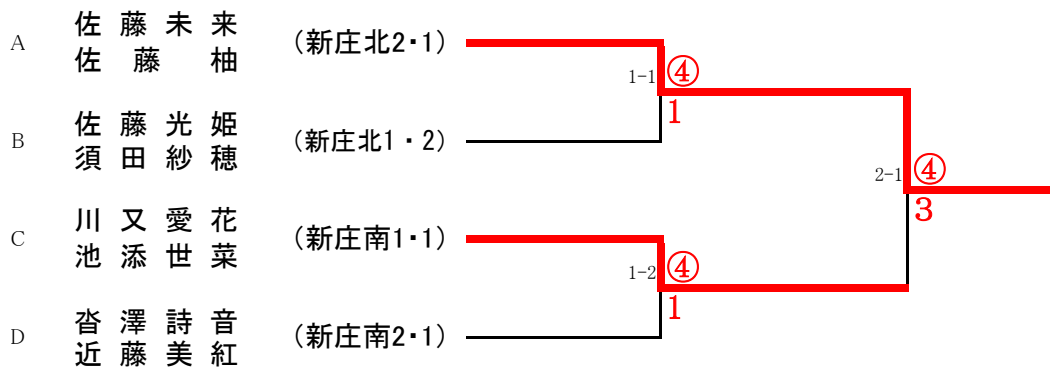 A 佐藤未来 (新庄北2・1)
佐藤 柚
1-1 ④
1
B 佐藤光姫 (新庄北1・2)
須田紗穂
2-1 ④
3
C 川又愛花 (新庄南1・1)
池添世菜
1-2 ④
1
D 沓澤詩音 (新庄南2・1)
近藤美紅